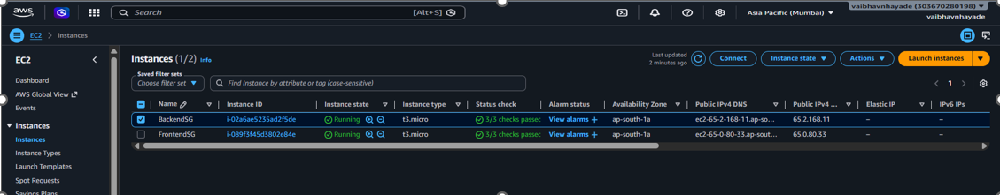 aws Search [Alt+S] Asia Pacific (Mumbai) vaibhavnhayade (303670280198)
vaibhavnhayade
EC2 > Instances
EC2
Dashboard
AWS Global View
Events
Instances
Instances
Instance Types
Launch Templates
Spot Requests
Savings Plans
Instances (1/2) Info
Last updated
2 minutes ago
Connect Instance state Actions Launch instances
Saved filter sets
Choose filter set Find Instance by attribute or tag (case-sensitive) 1
Name Instance ID Instance state Instance type Status check Alarm status Availability Zone Public IPv4 DNS Public IPv4 ... Elastic IP IPv6 IPs
BackendSG i-02a6ae5235ad2f5de Running t3.micro 3/3 checks passed View alarms + ap-south-1a ec2-65-2-168-11.ap-so... 65.2.168.11 – –
FrontendSG i-089f3f45d3802e84e Running t3.micro 3/3 checks passed View alarms + ap-south-1a ec2-65-0-80-33.ap-sout... 65.0.80.33 – –